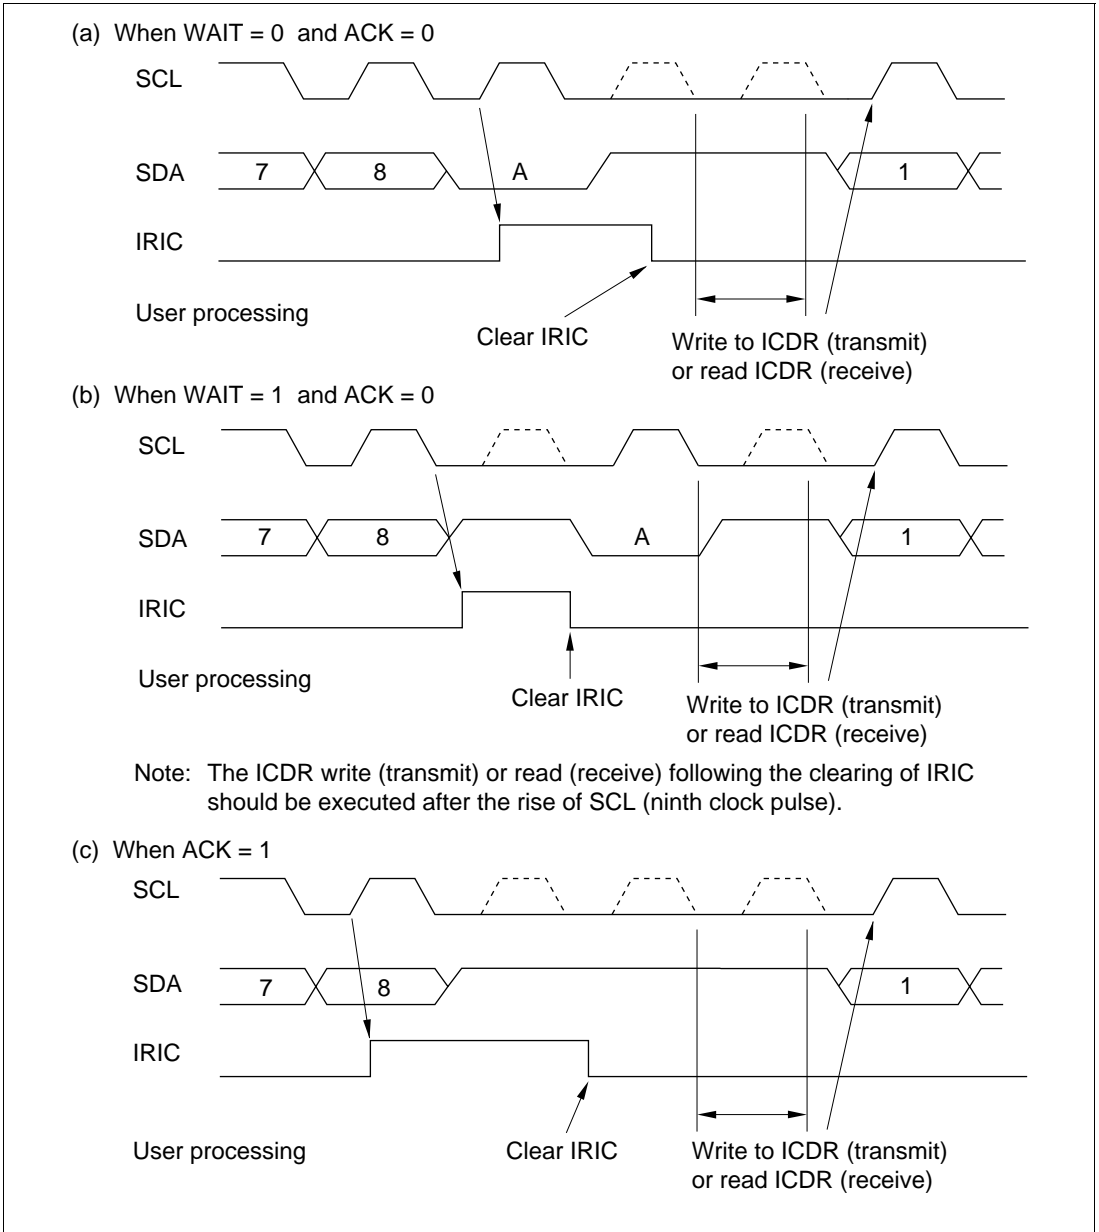 (a) When WAIT = 0 and ACK = 0
SCL
SDA 7 8 A 1
IRIC
User processing
Clear IRIC
Write to ICDR (transmit)
or read ICDR (receive)
(b) When WAIT = 1 and ACK = 0
SCL
SDA 7 8 A 1
IRIC
User processing
Clear IRIC
Write to ICDR (transmit)
or read ICDR (receive)
Note: The ICDR write (transmit) or read (receive) following the clearing of IRIC
should be executed after the rise of SCL (ninth clock pulse).
(c) When ACK = 1
SCL
SDA 7 8 1
IRIC
User processing Clear IRIC Write to ICDR (transmit)
or read ICDR (receive)